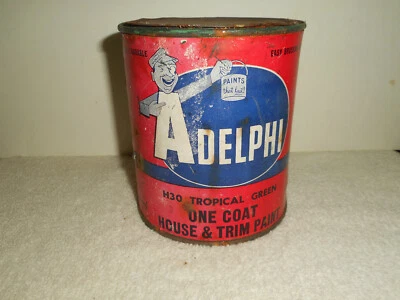 PAINTS
that last!
ADELPHI
H30 TROPICAL GREEN
ONE COAT
HOUSE & TRIM PAINT